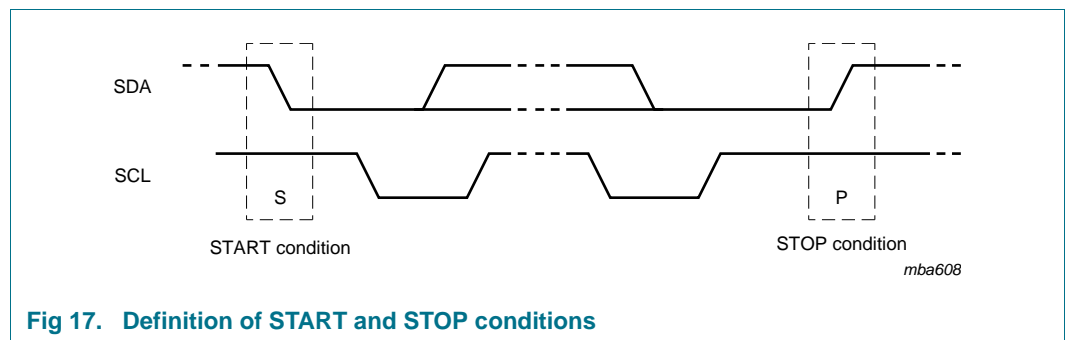 SDA
SCL
S
P
START condition
STOP condition
mba608
Fig 17. Definition of START and STOP conditions